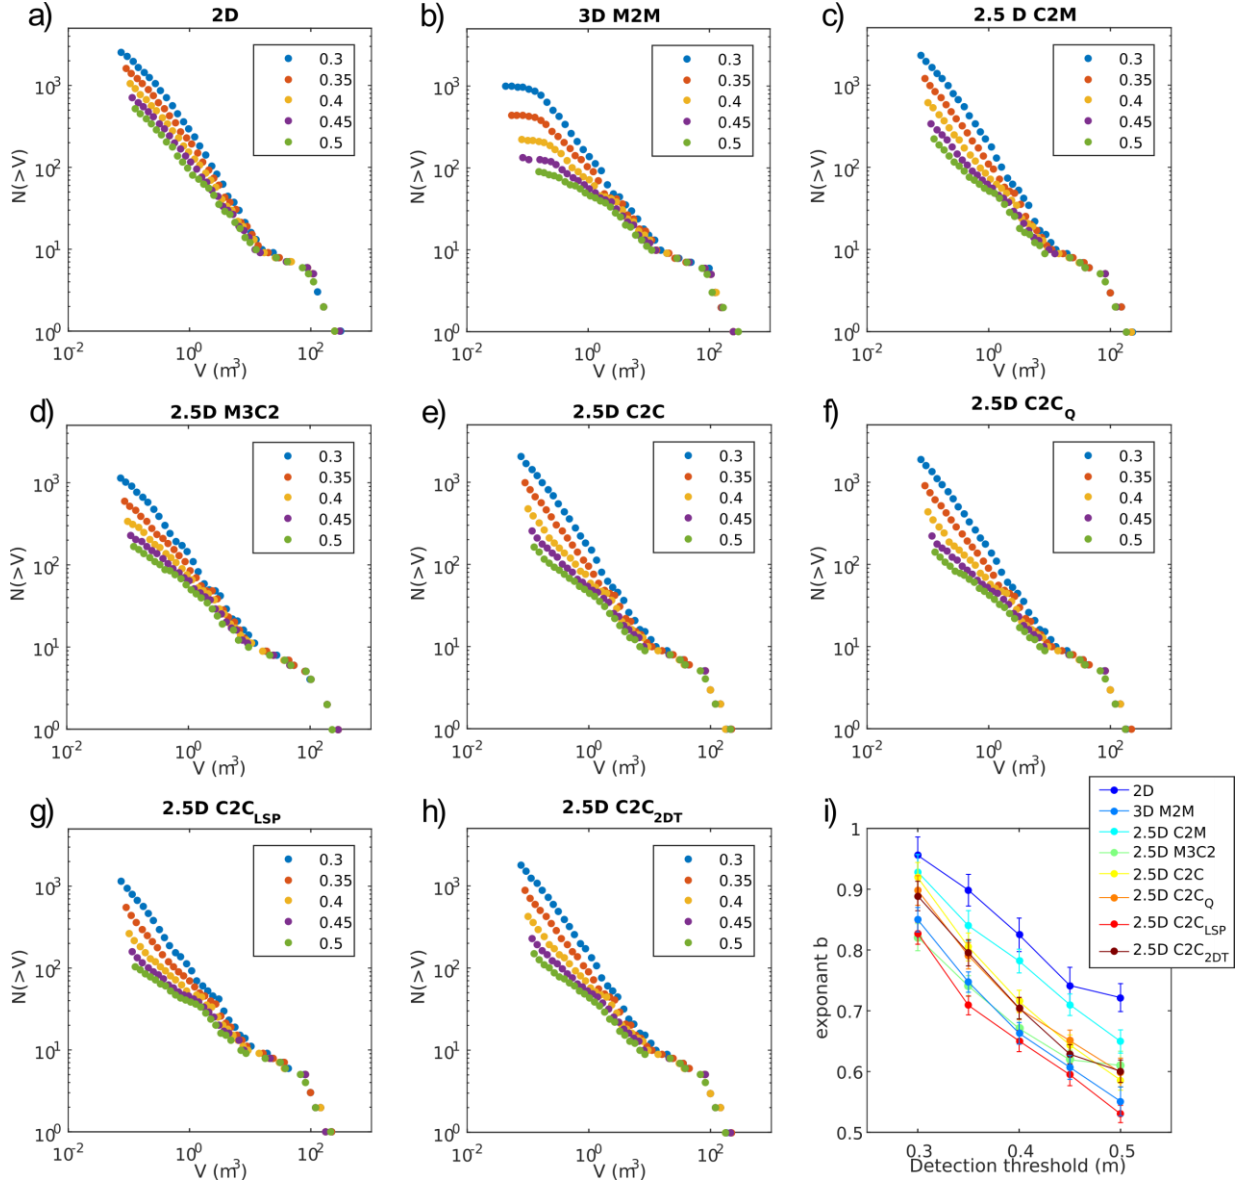 a) 2D
N(>V)
10^3
10^2
10^1
10^0
10^-2 10^0 10^2
V (m^3)
0.3
0.35
0.4
0.45
0.5
b) 3D M2M
N(>V)
10^3
10^2
10^1
10^0
10^-2 10^0 10^2
V (m^3)
0.3
0.35
0.4
0.45
0.5
c) 2.5 D C2M
N(>V)
10^3
10^2
10^1
10^0
10^-2 10^0 10^2
V (m^3)
0.3
0.35
0.4
0.45
0.5
d) 2.5D M3C2
N(>V)
10^3
10^2
10^1
10^0
10^-2 10^0 10^2
V (m^3)
0.3
0.35
0.4
0.45
0.5
e) 2.5D C2C
N(>V)
10^3
10^2
10^1
10^0
10^-2 10^0 10^2
V (m^3)
0.3
0.35
0.4
0.45
0.5
f) 2.5D C2C_Q
N(>V)
10^3
10^2
10^1
10^0
10^-2 10^0 10^2
V (m^3)
0.3
0.35
0.4
0.45
0.5
g) 2.5D C2C_LSP
N(>V)
10^3
10^2
10^1
10^0
10^-2 10^0 10^2
V (m^3)
0.3
0.35
0.4
0.45
0.5
h) 2.5D C2C_2DT
N(>V)
10^3
10^2
10^1
10^0
10^-2 10^0 10^2
V (m^3)
0.3
0.35
0.4
0.45
0.5
i)
exponant b
1
0.9
0.8
0.7
0.6
0.5
0.3 0.4 0.5
Detection threshold (m)
2D
3D M2M
2.5D C2M
2.5D M3C2
2.5D C2C
2.5D C2C_Q
2.5D C2C_LSP
2.5D C2C_2DT